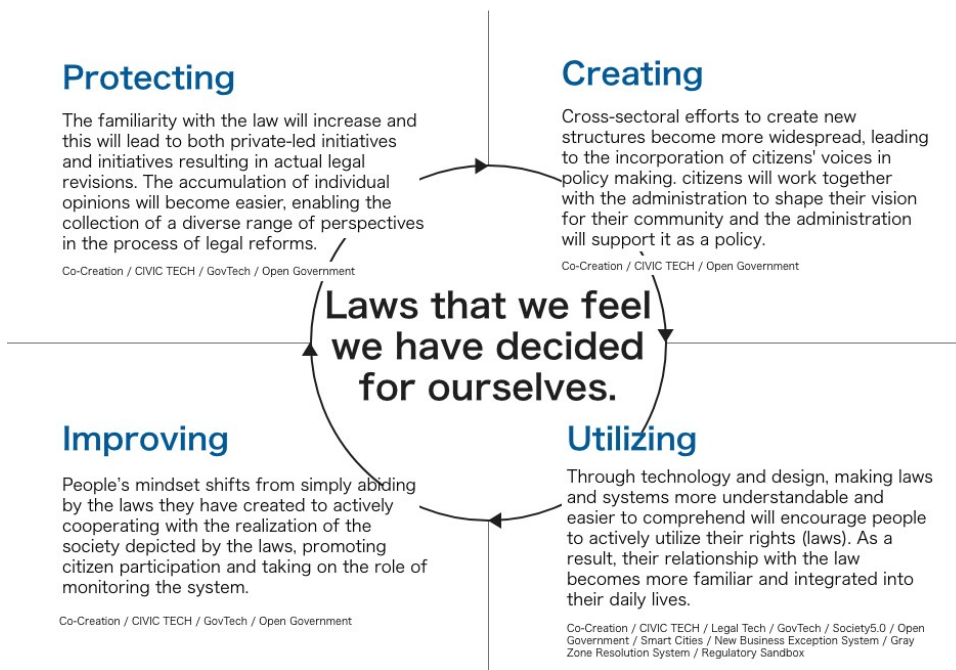 Protecting
The familiarity with the law will increase and
this will lead to both private-led initiatives
and initiatives resulting in actual legal
revisions. The accumulation of individual
opinions will become easier, enabling the
collection of a diverse range of perspectives
in the process of legal reforms.
Co-Creation / CIVIC TECH / GovTech / Open Government
Creating
Cross-sectoral efforts to create new
structures become more widespread, leading
to the incorporation of citizens' voices in
policy making. citizens will work together
with the administration to shape their vision
for their community and the administration
will support it as a policy.
Co-Creation / CIVIC TECH / Open Government
Laws that we feel
we have decided
for ourselves.
Improving
People's mindset shifts from simply abiding
by the laws they have created to actively
cooperating with the realization of the
society depicted by the laws, promoting
citizen participation and taking on the role of
monitoring the system.
Co-Creation / CIVIC TECH / GovTech / Open Government
Utilizing
Through technology and design, making laws
and systems more understandable and
easier to comprehend will encourage people
to actively utilize their rights (laws). As a
result, their relationship with the law
becomes more familiar and integrated into
their daily lives.
Co-Creation / CIVIC TECH / Legal Tech / GovTech / Society5.0 / Open
Government / Smart Cities / New Business Exception System / Gray
Zone Resolution System / Regulatory Sandbox